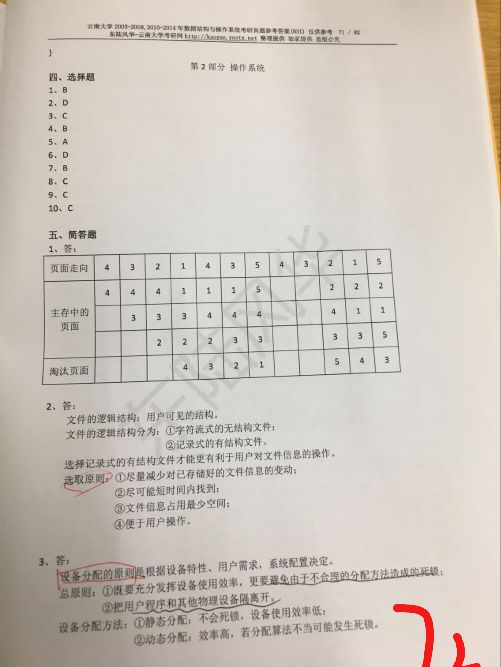 云南大学 2003-2008,2010-2014 年数据结构与操作系统考研真题参考答案(831) 仅供参考 71 / 82
东陆风华-云南大学考研网 http://kaoyan.ynutx.net 整理提供 独家提供 盗版必究
}
第 2 部分 操作系统
四、选择题
1、B
2、D
3、C
4、B
5、A
6、D
7、B
8、C
9、C
10、C
五、简答题
1、答：
页面走向 4 3 2 1 4 3 5 4 3 2 1 5
主存中的页面 4 4 4 1 1 1 5 2 2 2
3 3 3 4 4 4 4 1 1
2 2 2 3 3 3 3 5
淘汰页面 4 3 2 1 5 4 3
2、答：
文件的逻辑结构：用户可见的结构。
文件的逻辑结构分为：①字符流式的无结构文件；
②记录式的有结构文件。
选择记录式的有结构文件才能更有利于用户对文件信息的操作。
选取原则：①尽量减少对已存储好的文件信息的变动；
②尽可能短时间内找到；
③文件信息占用最少空间；
④便于用户操作。
3、答：
设备分配的原则是根据设备特性、用户需求，系统配置决定。
总原则：①既要充分发挥设备使用效率，更要避免由于不合理的分配方法造成的死锁；
②把用户程序和其他物理设备隔离开。
设备分配方法：①静态分配：不会死锁，设备使用效率低；
②动态分配：效率高，若分配算法不当可能发生死锁。
东陆风华